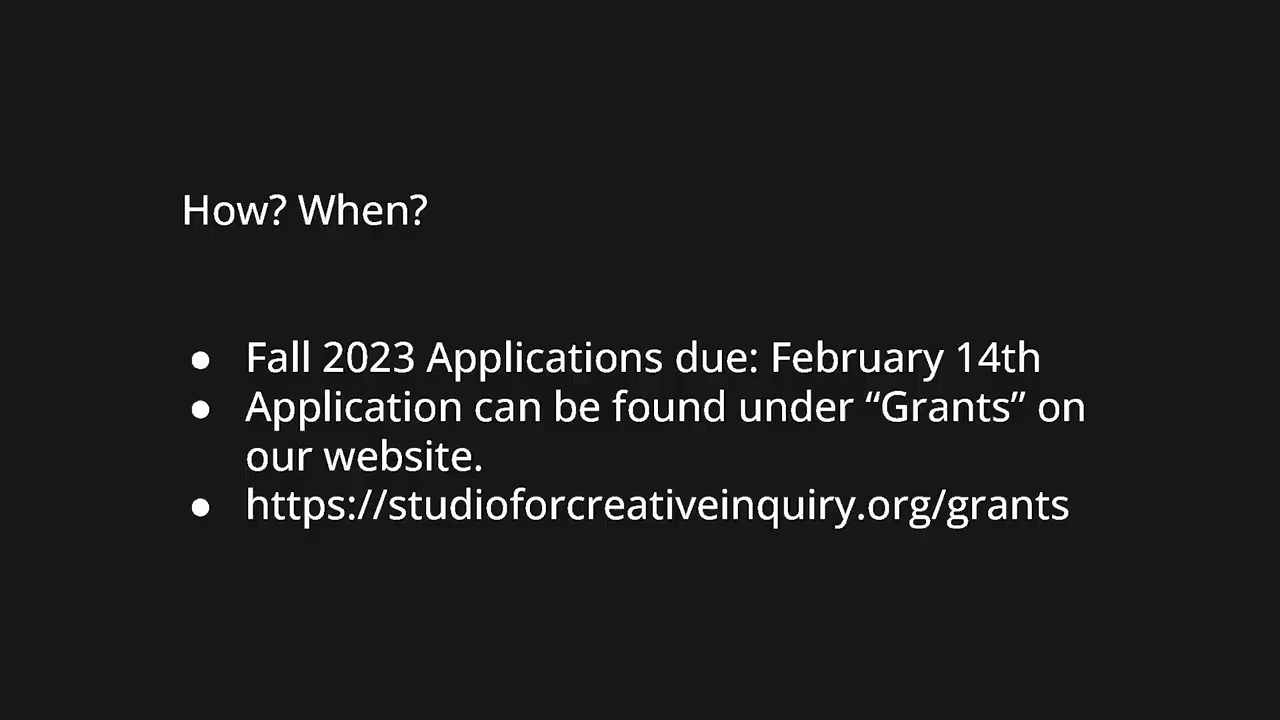 How? When?
● Fall 2023 Applications due: February 14th
● Application can be found under “Grants” on
our website.
● https://studioforcreativeinquiry.org/grants